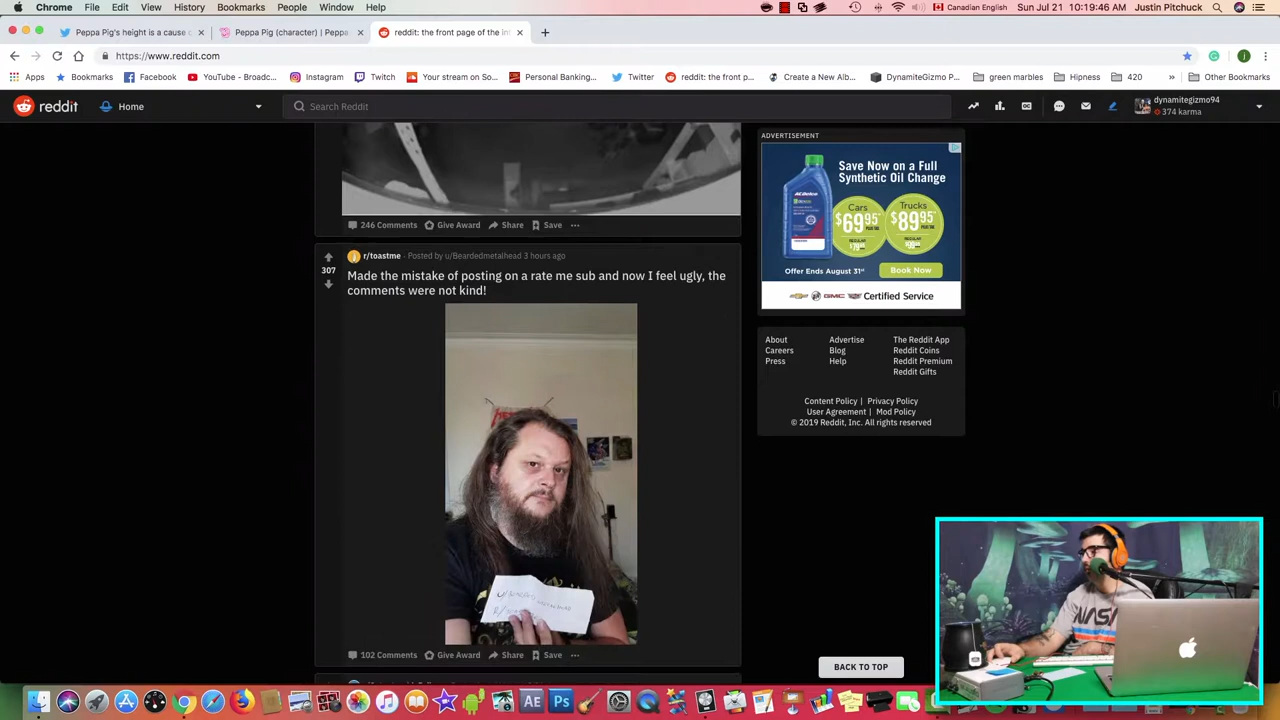 Chrome File Edit View History Bookmarks People Window Help
Canadian English Sun Jul 21 10:19:46 AM Justin Pitchuck
Peppa Pig's height is a cause c
Peppa Pig (character) | Peppa
reddit: the front page of the int
https://www.reddit.com
Apps Bookmarks Facebook YouTube - Broadc... Instagram Twitch Your stream on So... Personal Banking... Twitter reddit: the front p... Create a New Alb... DynamiteGizmo P... green marbles Hipness 420 » Other Bookmarks
reddit Home Search Reddit
dynamitegizmo94
374 karma
ADVERTISEMENT
Save Now on a Full
Synthetic Oil Change
ACDelco
Cars
$69.95*
Trucks
$89.95*
Offer Ends August 31st
Book Now
GMC Certified Service
246 Comments Give Award Share Save
307
r/toastme · Posted by u/Beardedmetalhead 3 hours ago
Made the mistake of posting on a rate me sub and now I feel ugly, the
comments were not kind!
102 Comments Give Award Share Save
About Advertise The Reddit App
Careers Blog Reddit Coins
Press Help Reddit Premium
Reddit Gifts
Content Policy | Privacy Policy
User Agreement | Mod Policy
© 2019 Reddit, Inc. All rights reserved
BACK TO TOP
NASA
AE Ps